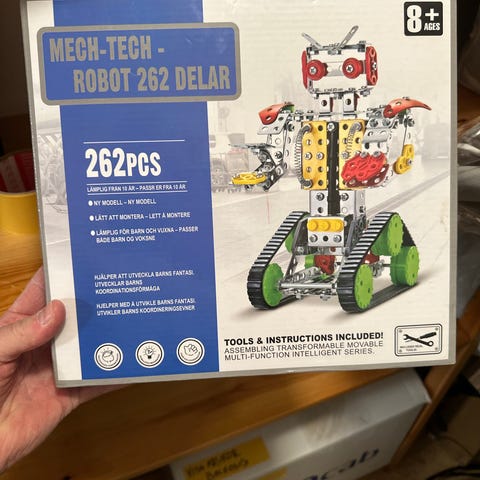 MECH-TECH -
ROBOT 262 DELAR
8+
AGES
262PCS
LÄMPLIG FRÅN 10 ÅR – PASSER ER FRA 10 ÅR
NY MODELL – NY MODELL
LÄTT ATT MONTERA – LETT Å MONTERE
LÄMPLIG FÖR BARN OCH VUXNA – PASSER
BÅDE BARN OG VOKSNE
HJÄLPER ATT UTVECKLA BARNS FANTASI.
UTVECKLAR BARNS
KOORDINATIONSFÖRMÅGA
HJELPER MED Å UTVIKLE BARNS FANTASI.
UTVIKLER BARNS KOORDINERINGSEVNER
TOOLS & INSTRUCTIONS INCLUDED!
ASSEMBLING TRANSFORMABLE MOVABLE
MULTI-FUNCTION INTELLIGENT SERIES.
cab